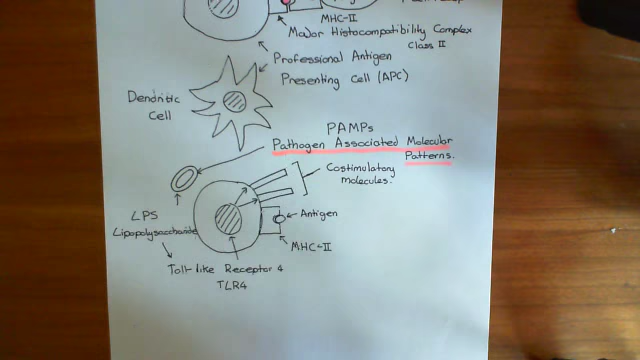 MHC-II
Major Histocompatibility Complex
Class II
Professional Antigen
Presenting Cell (APC)
Dendritic
Cell
PAMPs
Pathogen Associated Molecular
Patterns.
Costimulatory
molecules.
LPS
Lipopolysaccharide
Antigen
MHC-II
Toll-like Receptor 4
TLR4